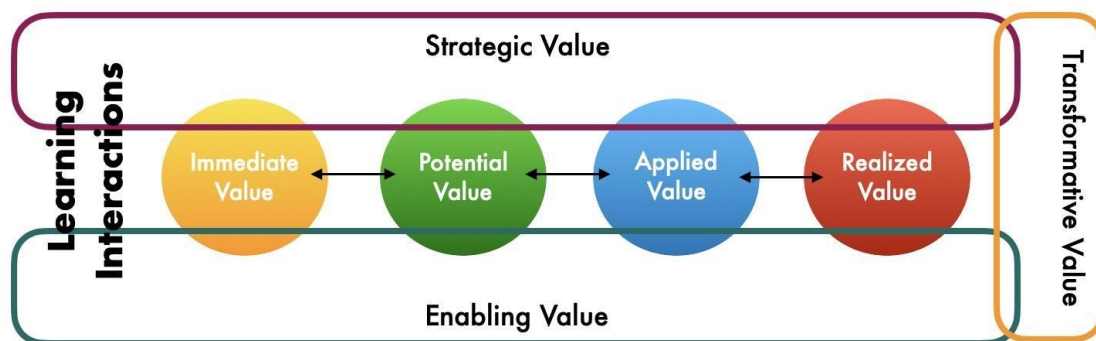 Strategic Value
Learning
Interactions
Immediate
Value
Potential
Value
Applied
Value
Realized
Value
Enabling Value
Transformative Value